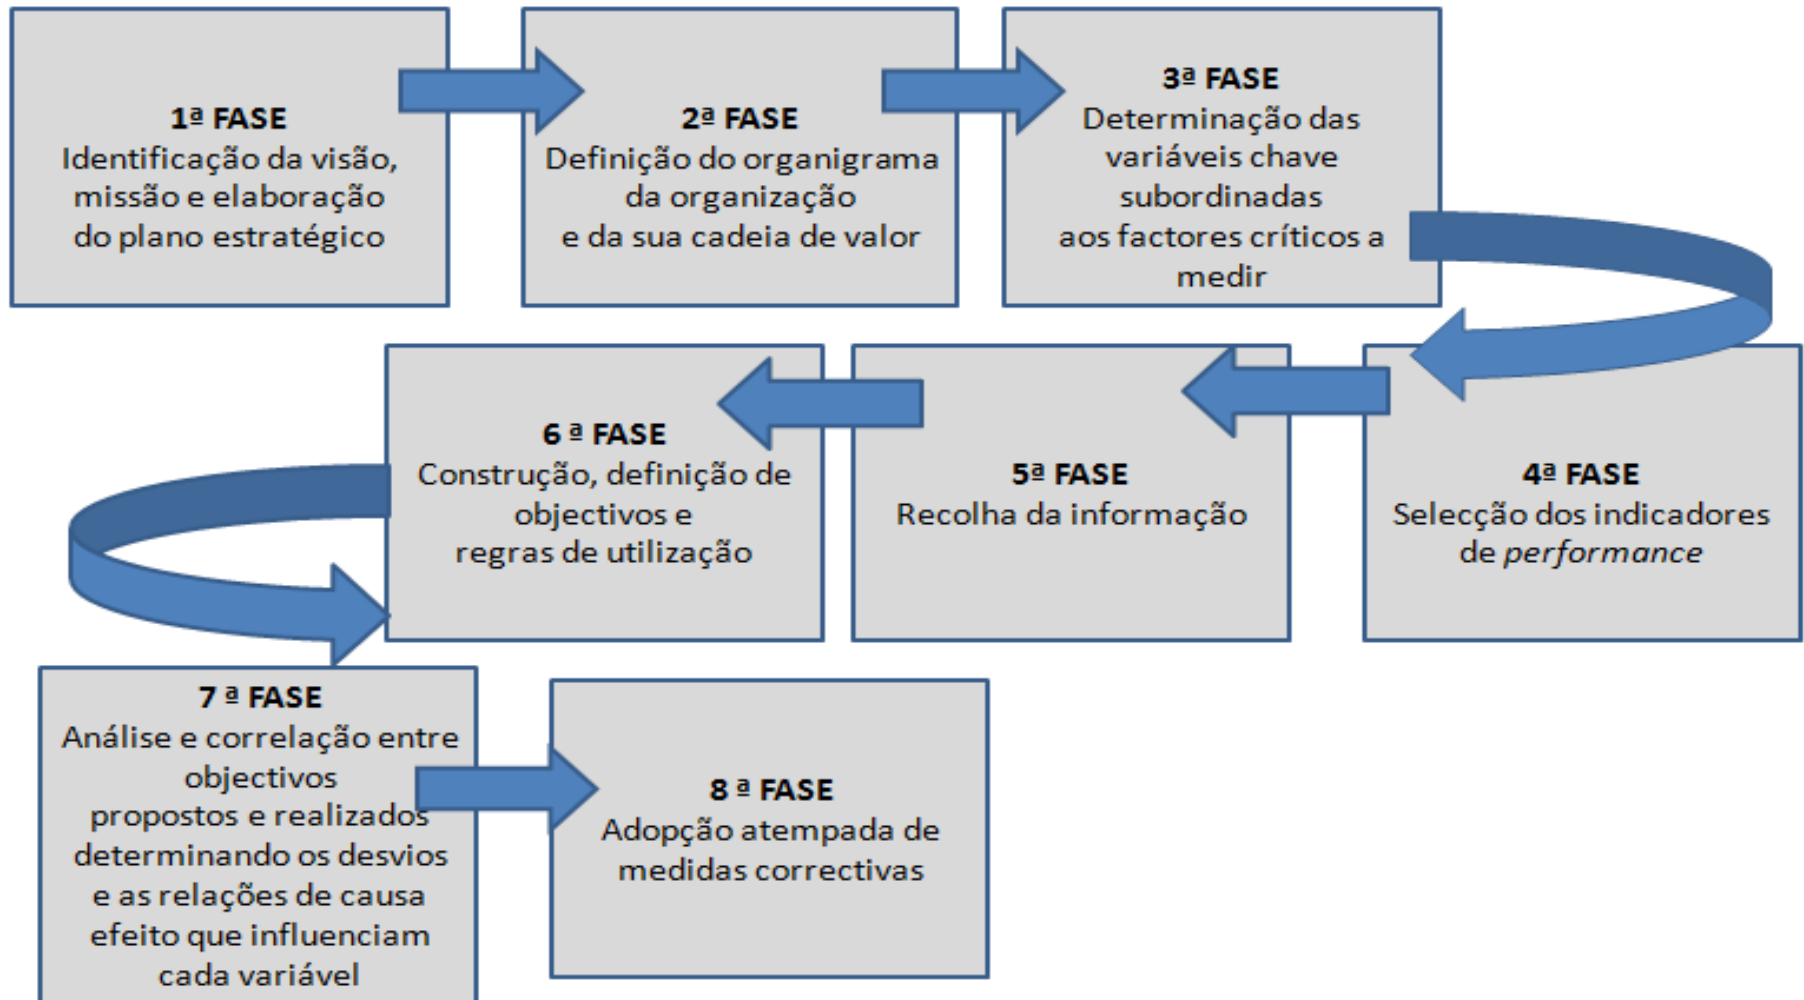 1ª FASE
Identificação da visão,
missão e elaboração
do plano estratégico
2ª FASE
Definição do organigrama
da organização
e da sua cadeia de valor
3ª FASE
Determinação das
variáveis chave
subordinadas
aos factores críticos a
medir
4ª FASE
Selecção dos indicadores
de performance
5ª FASE
Recolha da informação
6 ª FASE
Construção, definição de
objectivos e
regras de utilização
7 ª FASE
Análise e correlação entre
objectivos
propostos e realizados
determinando os desvios
e as relações de causa
efeito que influenciam
cada variável
8 ª FASE
Adopção atempada de
medidas correctivas